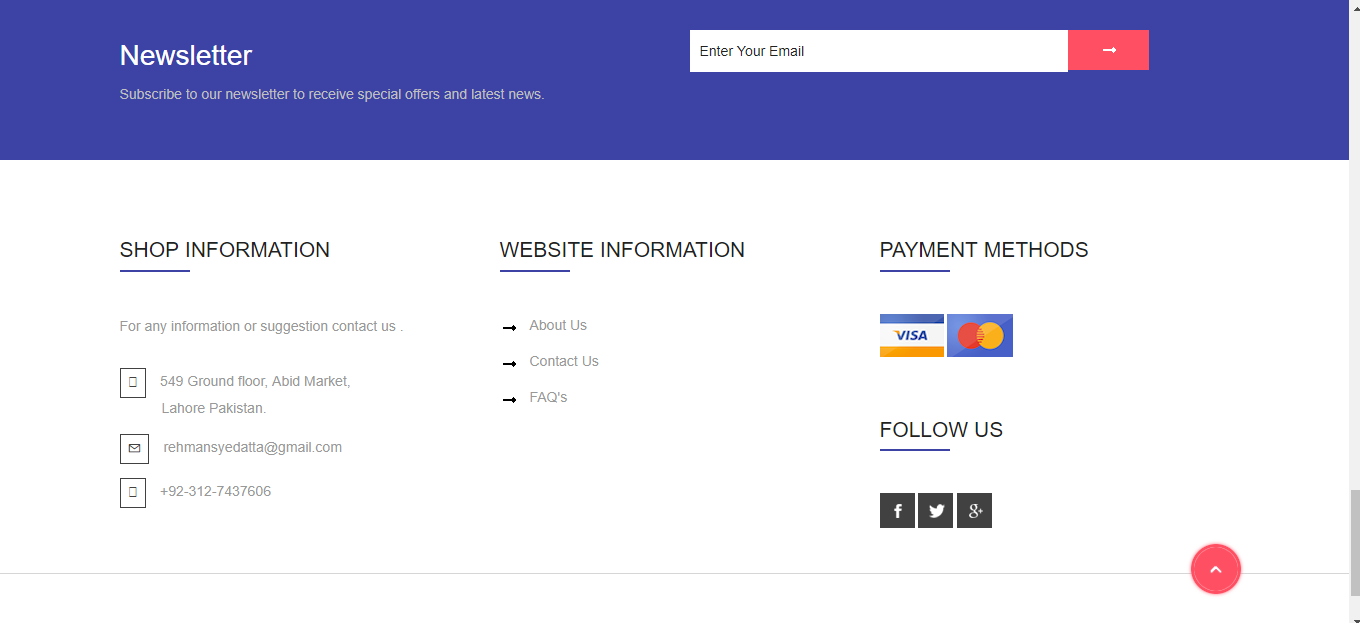 Newsletter
Enter Your Email
Subscribe to our newsletter to receive special offers and latest news.
SHOP INFORMATION
For any information or suggestion contact us .
549 Ground floor, Abid Market,
Lahore Pakistan.
rehmansyedatta@gmail.com
+92-312-7437606
WEBSITE INFORMATION
About Us
Contact Us
FAQ's
PAYMENT METHODS
VISA
FOLLOW US